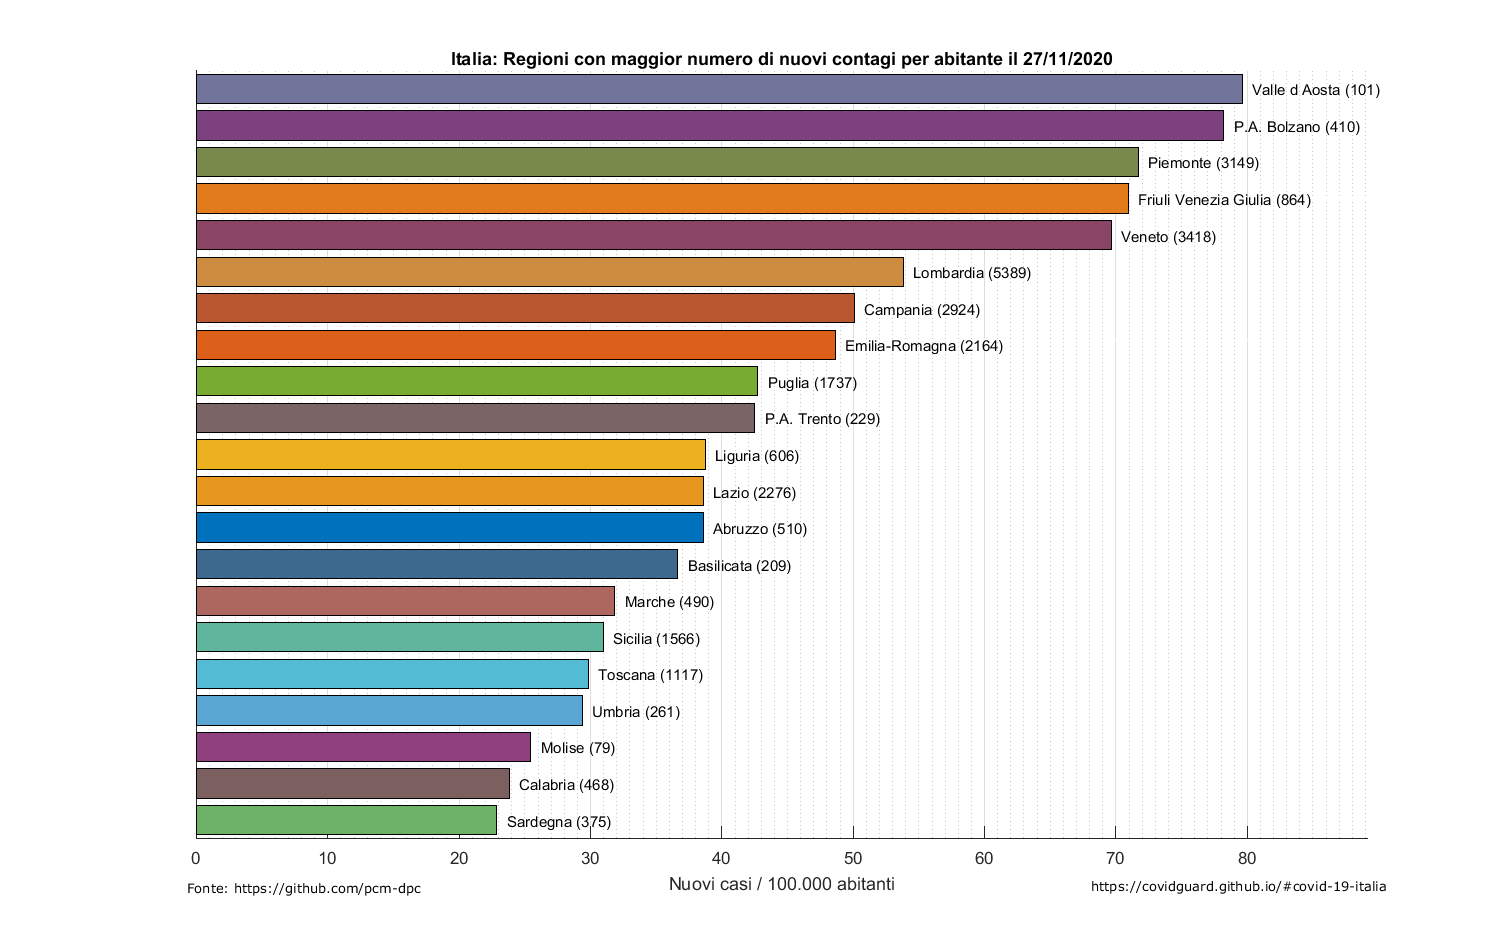 Italia: Regioni con maggior numero di nuovi contagi per abitante il 27/11/2020
Valle d Aosta (101)
P.A. Bolzano (410)
Piemonte (3149)
Friuli Venezia Giulia (864)
Veneto (3418)
Lombardia (5389)
Campania (2924)
Emilia-Romagna (2164)
Puglia (1737)
P.A. Trento (229)
Liguria (606)
Lazio (2276)
Abruzzo (510)
Basilicata (209)
Marche (490)
Sicilia (1566)
Toscana (1117)
Umbria (261)
Molise (79)
Calabria (468)
Sardegna (375)
0 10 20 30 40 50 60 70 80
Nuovi casi / 100.000 abitanti
Fonte: https://github.com/pcm-dpc
https://covidguard.github.io/#covid-19-italia